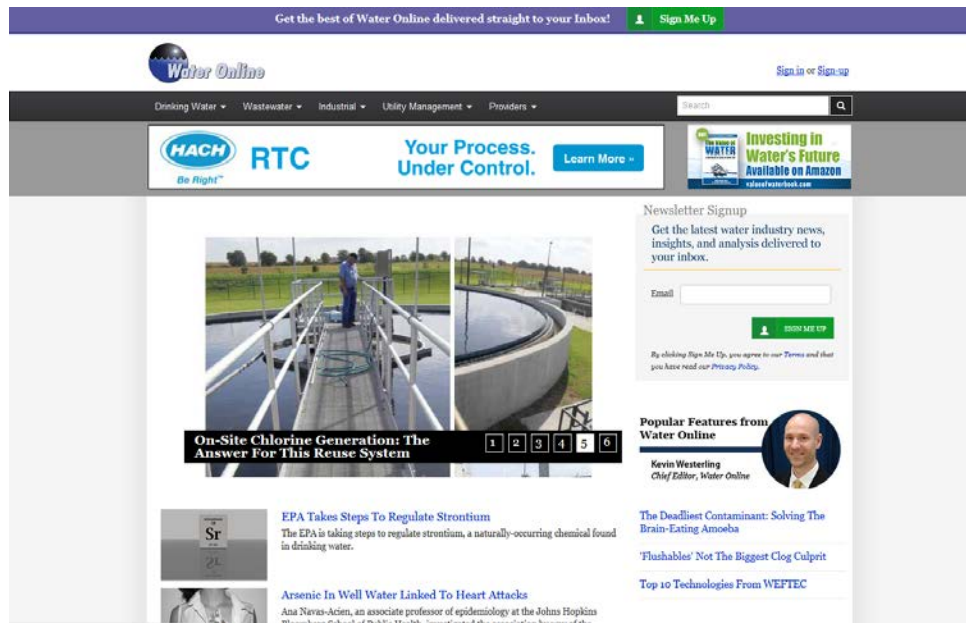 Get the best of Water Online delivered straight to your Inbox!
Sign Me Up
Water Online
Sign in or Sign-up
Drinking Water
Wastewater
Industrial
Utility Management
Providers
Search
HACH
Be Right™
RTC
Your Process.
Under Control.
Learn More »
WATER
Investing in
Water's Future
Available on Amazon
valueofwaterbook.com
Newsletter Signup
Get the latest water industry news,
insights, and analysis delivered to
your inbox.
Email
SIGN ME UP
By clicking Sign Me Up, you agree to our Terms and that
you have read our Privacy Policy.
On-Site Chlorine Generation: The
Answer For This Reuse System
1 2 3 4 5 6
Popular Features from
Water Online
Kevin Westerling
Chief Editor, Water Online
The Deadliest Contaminant: Solving The
Brain-Eating Amoeba
'Flushables' Not The Biggest Clog Culprit
Top 10 Technologies From WEFTEC
Sr
EPA Takes Steps To Regulate Strontium
The EPA is taking steps to regulate strontium, a naturally-occurring chemical found
in drinking water.
Arsenic In Well Water Linked To Heart Attacks
Ana Navas-Acien, an associate professor of epidemiology at the Johns Hopkins